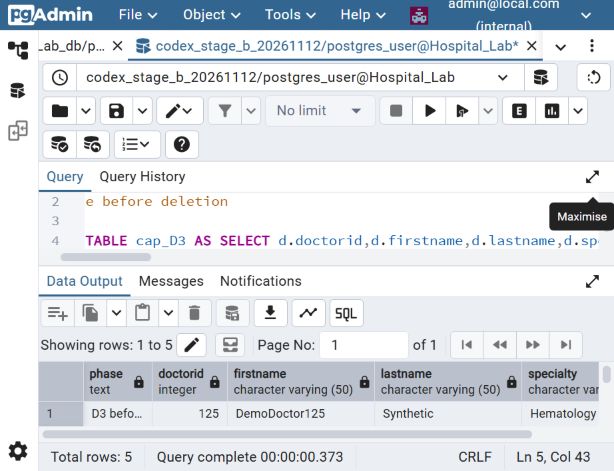 pgAdmin File Object Tools Help admin@local.com (internal)
_ab_db/p... codex_stage_b_20261112/postgres_user@Hospital_Lab*
codex_stage_b_20261112/postgres_user@Hospital_Lab
No limit E
Query Query History
2 e before deletion
Maximise
3
4 TABLE cap_D3 AS SELECT d.doctorid,d.firstname,d.lastname,d.spe
Data Output Messages Notifications
SQL
Showing rows: 1 to 5 Page No: 1 of 1
phase doctorid firstname lastname specialty
text integer character varying (50) character varying (50) character var
1 D3 befo... 125 DemoDoctor125 Synthetic Hematology
Total rows: 5 Query complete 00:00:00.373 CRLF Ln 5, Col 43